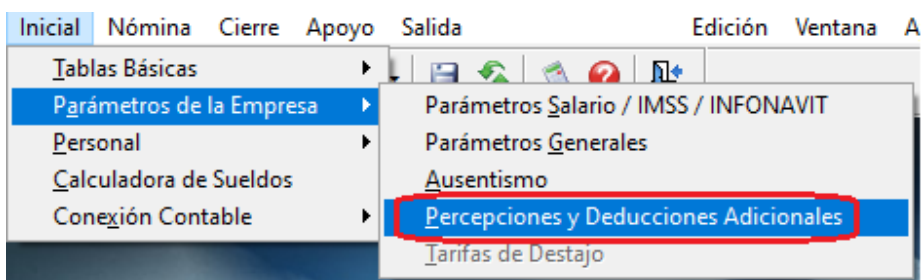 Inicial Nómina Cierre Apoyo Salida Edición Ventana A
Tablas Básicas
Parámetros de la Empresa
Personal
Calculadora de Sueldos
Conexión Contable
Parámetros Salario / IMSS / INFONAVIT
Parámetros Generales
Ausentismo
Percepciones y Deducciones Adicionales
Tarifas de Destajo